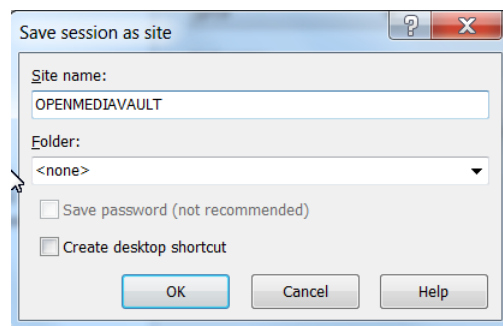 Save session as site
?
X
Site name:
OPENMEDIAVAULT
Folder:
<none>
Save password (not recommended)
Create desktop shortcut
OK Cancel Help